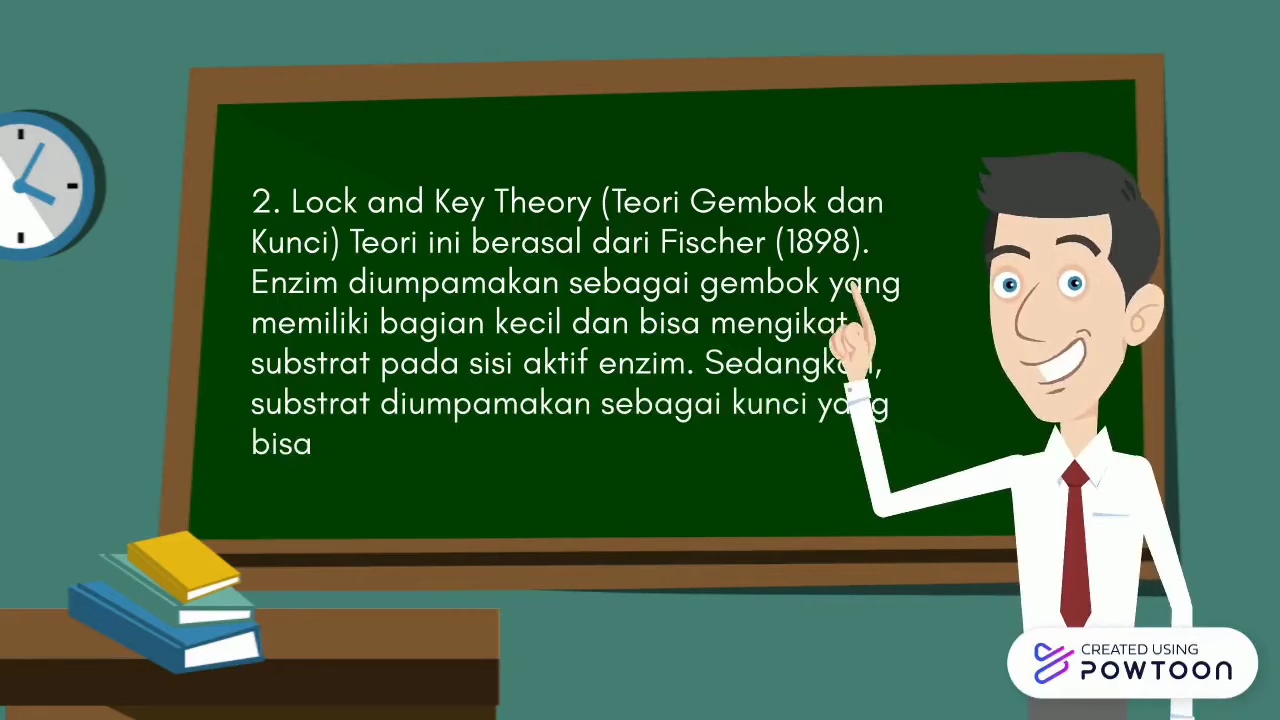 2. Lock and Key Theory (Teori Gembok dan
Kunci) Teori ini berasal dari Fischer (1898).
Enzim diumpamakan sebagai gembok yang
memiliki bagian kecil dan bisa mengikat
substrat pada sisi aktif enzim. Sedangkan,
substrat diumpamakan sebagai kunci yang
bisa
CREATED USING
POWTOON